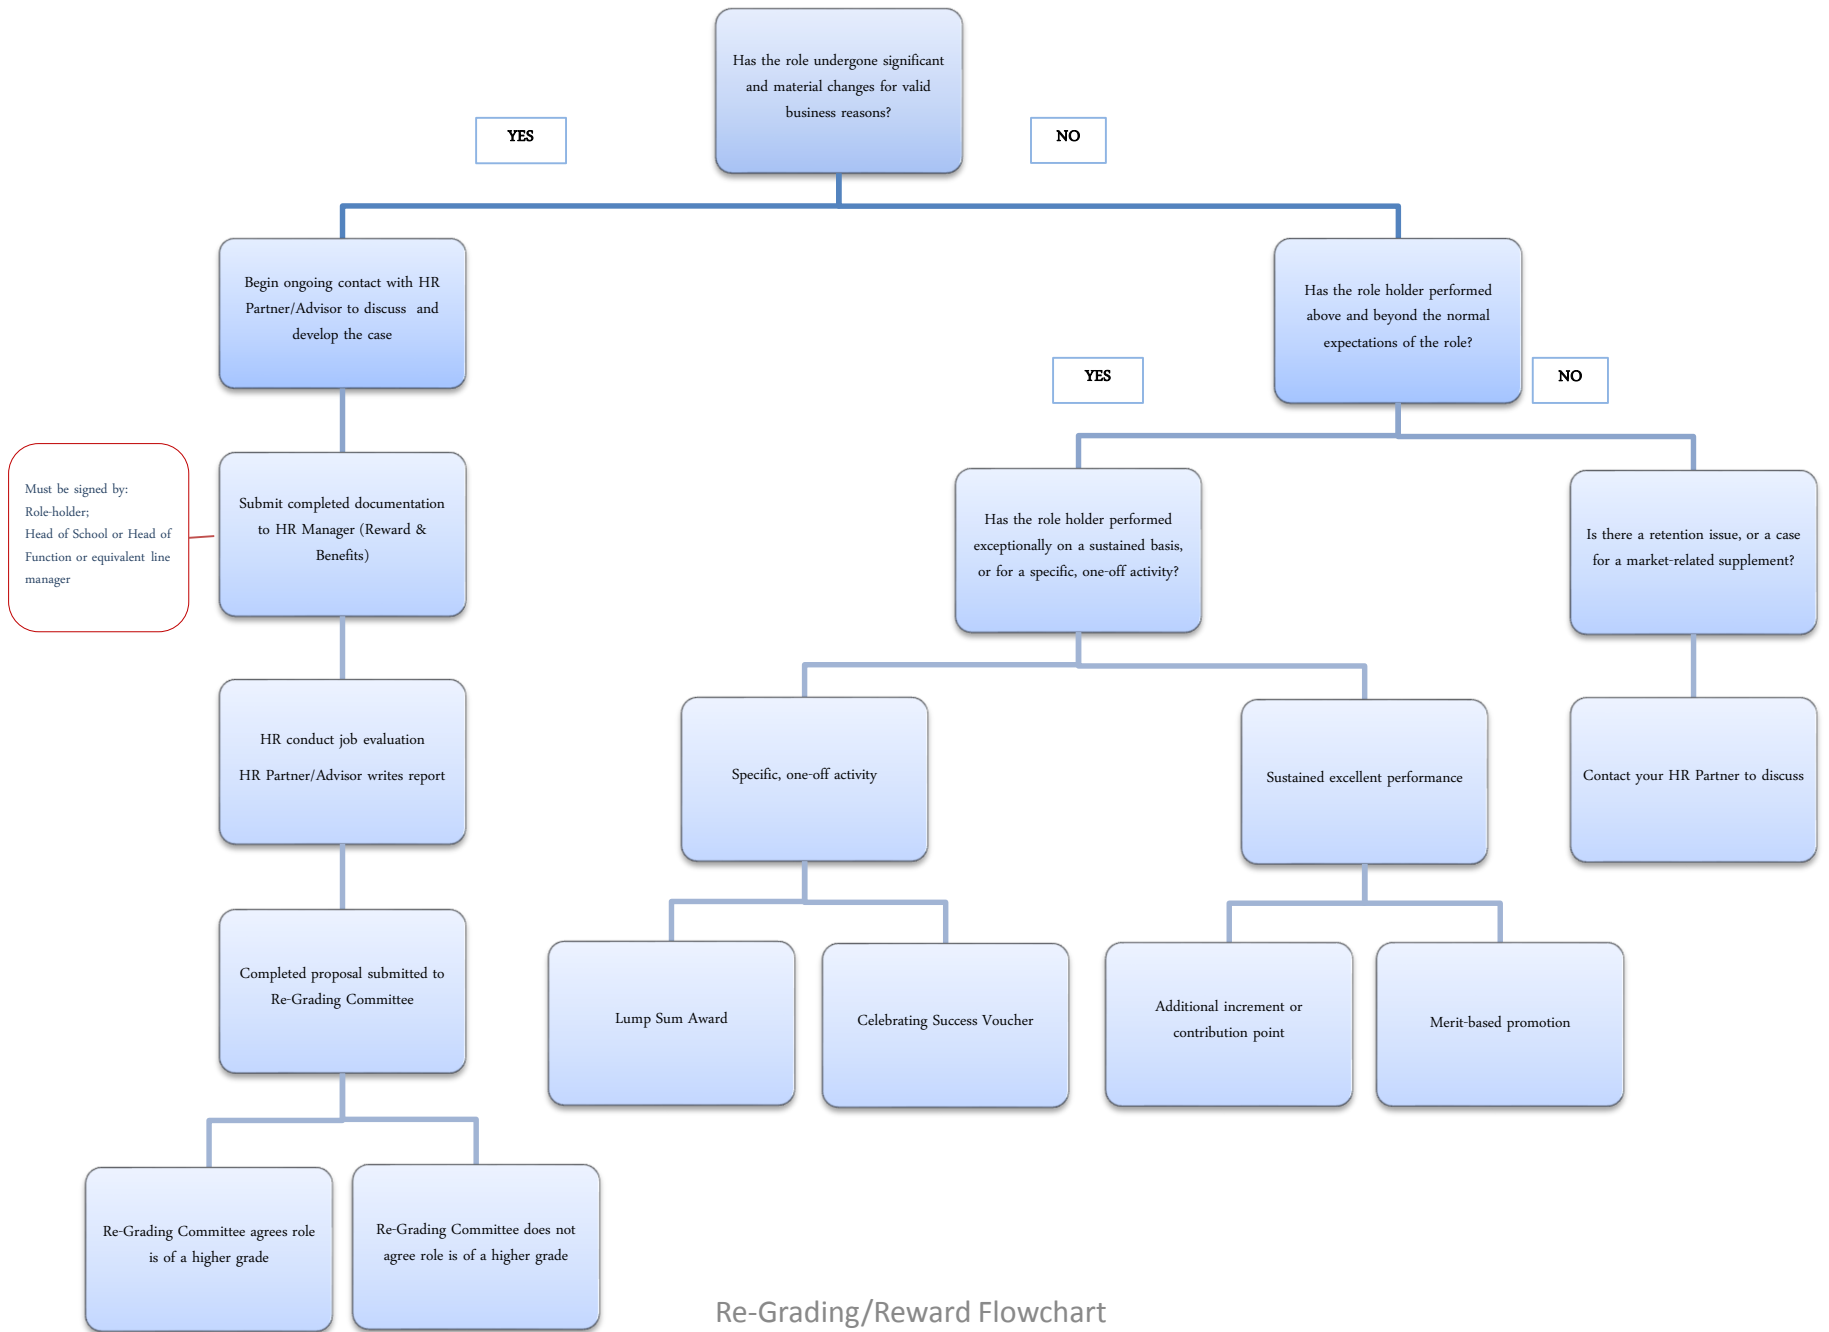 Has the role undergone significant
and material changes for valid
business reasons?
YES
NO
Begin ongoing contact with HR
Partner/Advisor to discuss and
develop the case
Has the role holder performed
above and beyond the normal
expectations of the role?
YES
NO
Must be signed by:
Role-holder;
Head of School or Head of
Function or equivalent line
manager
Submit completed documentation
to HR Manager (Reward &
Benefits)
Has the role holder performed
exceptionally on a sustained basis,
or for a specific, one-off activity?
Is there a retention issue, or a case
for a market-related supplement?
HR conduct job evaluation
HR Partner/Advisor writes report
Specific, one-off activity
Sustained excellent performance
Contact your HR Partner to discuss
Completed proposal submitted to
Re-Grading Committee
Lump Sum Award
Celebrating Success Voucher
Additional increment or
contribution point
Merit-based promotion
Re-Grading Committee agrees role
is of a higher grade
Re-Grading Committee does not
agree role is of a higher grade
Re-Grading/Reward Flowchart